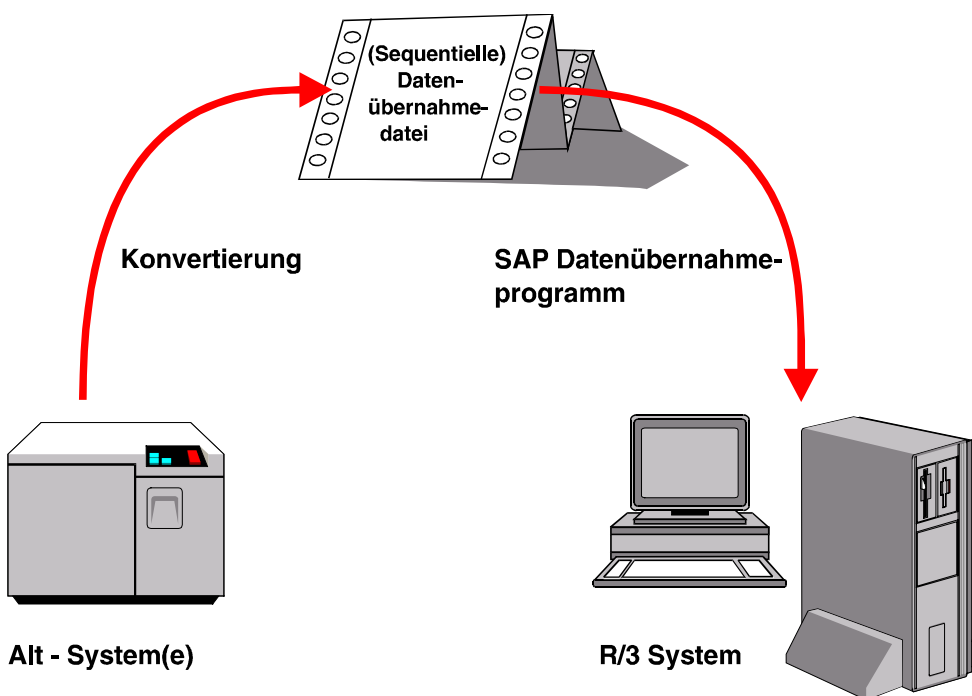 (Sequentielle)
Daten-
übernahme-
datei
Konvertierung
SAP Datenübernahme-
programm
Alt - System(e)
R/3 System